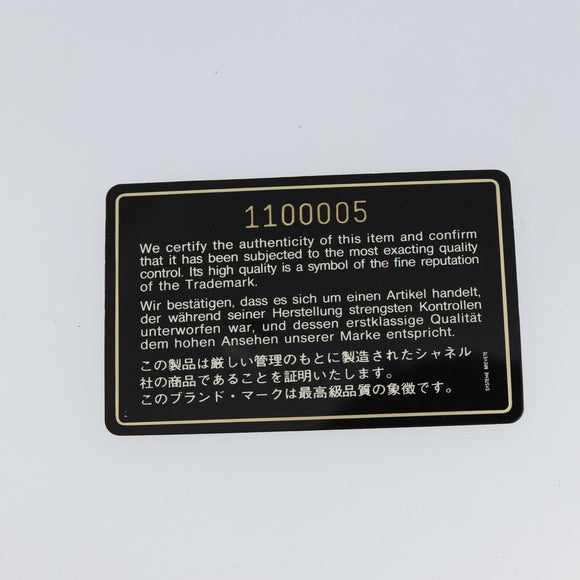 1100005
We certify the authenticity of this item and confirm
that it has been subjected to the most exacting quality
control. Its high quality is a symbol of the fine reputation
of the Trademark.
Wir bestätigen, dass es sich um einen Artikel handelt,
der während seiner Herstellung strengsten Kontrollen
unterworfen war, und dessen erstklassige Qualität
dem hohen Ansehen unserer Marke entspricht.
この製品は厳しい管理のもとに製造されたシャネル
社の商品であることを証明いたします。
このブランド・マークは最高級品質の象徴です。
SYSTEME BREVETE